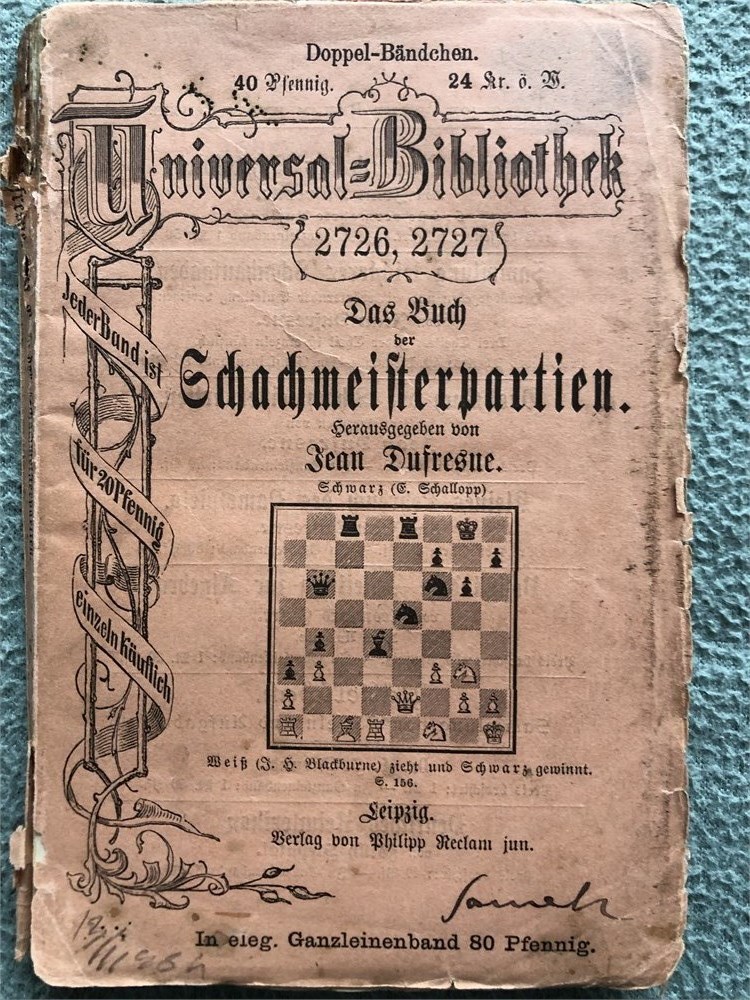 Doppel-Bändchen.
40 Pfennig. 24 Kr. ö. W.
Universal=Bibliothek
2726, 2727
Jeder Band ist
für 20 Pfennig
einzeln käuflich
Das Buch
der
Schachmeisterpartien.
Herausgegeben von
Jean Dufresne.
Schwarz (E. Schallopp)
Weiß (J. H. Blackburne) zieht und Schwarz gewinnt.
S. 156.
Leipzig.
Verlag von Philipp Reclam jun.
In eleg. Ganzleinenband 80 Pfennig.